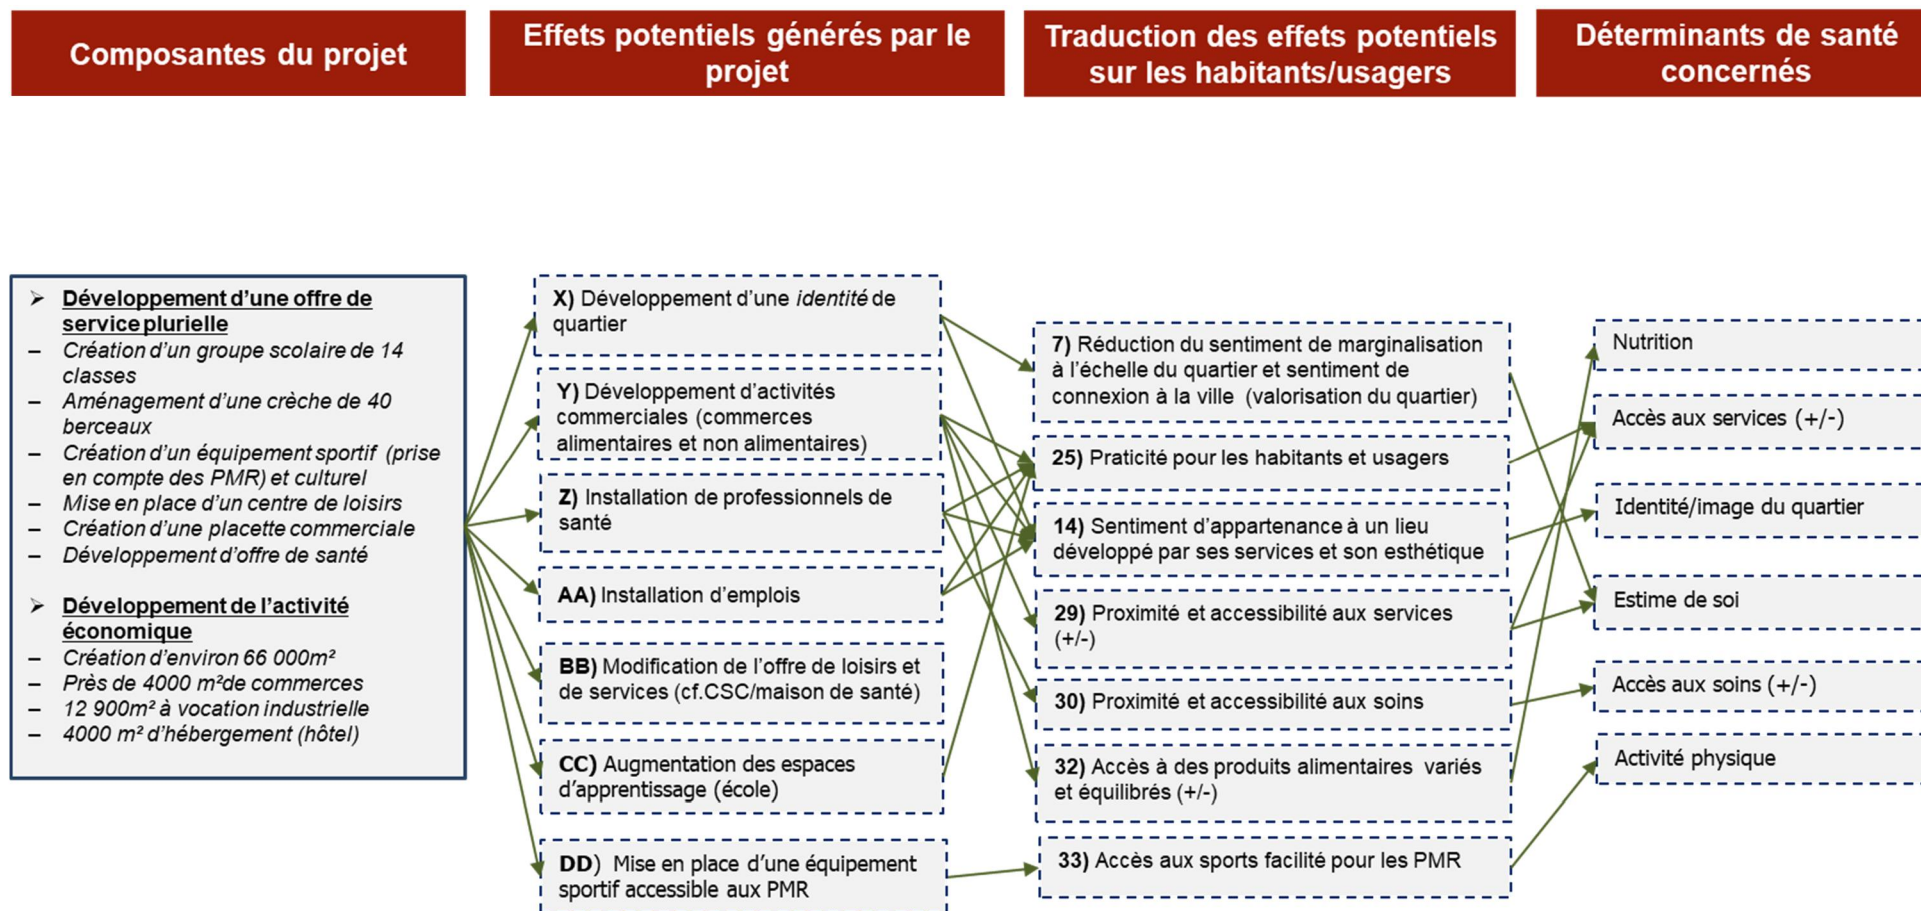 Composantes du projet
Effets potentiels générés par le
projet
Traduction des effets potentiels
sur les habitants/usagers
Déterminants de santé
concernés
➢ Développement d'une offre de
service plurielle
– Création d'un groupe scolaire de 14
classes
– Aménagement d'une crèche de 40
berceaux
– Création d'un équipement sportif (prise
en compte des PMR) et culturel
– Mise en place d'un centre de loisirs
– Création d'une placette commerciale
– Développement d'offre de santé
➢ Développement de l'activité
économique
– Création d'environ 66 000m²
– Près de 4000 m²de commerces
– 12 900m² à vocation industrielle
– 4000 m² d'hébergement (hôtel)
X) Développement d'une identité de
quartier
Y) Développement d'activités
commerciales (commerces
alimentaires et non alimentaires)
Z) Installation de professionnels de
santé
AA) Installation d'emplois
BB) Modification de l'offre de loisirs et
de services (cf.CSC/maison de santé)
CC) Augmentation des espaces
d'apprentissage (école)
DD) Mise en place d'une équipement
sportif accessible aux PMR
7) Réduction du sentiment de marginalisation
à l'échelle du quartier et sentiment de
connexion à la ville (valorisation du quartier)
25) Praticité pour les habitants et usagers
14) Sentiment d'appartenance à un lieu
développé par ses services et son esthétique
29) Proximité et accessibilité aux services
(+/-)
30) Proximité et accessibilité aux soins
32) Accès à des produits alimentaires variés
et équilibrés (+/-)
33) Accès aux sports facilité pour les PMR
Nutrition
Accès aux services (+/-)
Identité/image du quartier
Estime de soi
Accès aux soins (+/-)
Activité physique